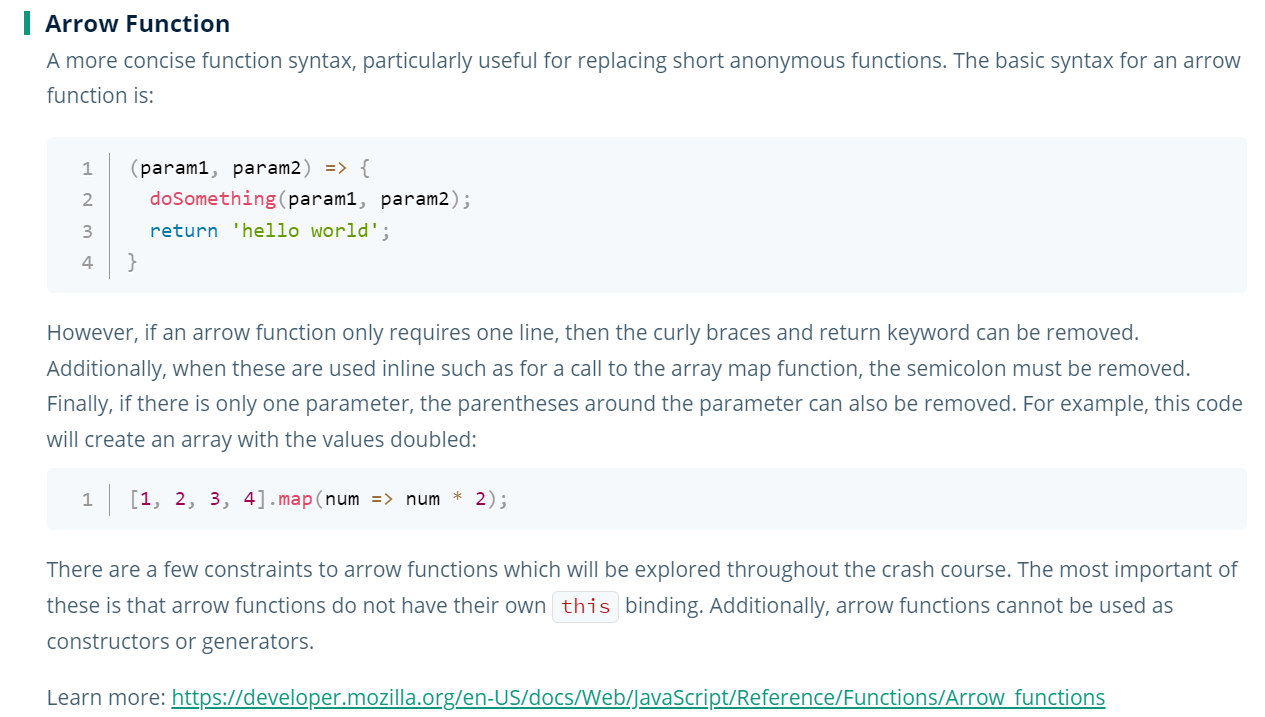 Arrow Function
A more concise function syntax, particularly useful for replacing short anonymous functions. The basic syntax for an arrow
function is:
1 (param1, param2) => {
2   doSomething(param1, param2);
3   return 'hello world';
4 }
However, if an arrow function only requires one line, then the curly braces and return keyword can be removed.
Additionally, when these are used inline such as for a call to the array map function, the semicolon must be removed.
Finally, if there is only one parameter, the parentheses around the parameter can also be removed. For example, this code
will create an array with the values doubled:
1 [1, 2, 3, 4].map(num => num * 2);
There are a few constraints to arrow functions which will be explored throughout the crash course. The most important of
these is that arrow functions do not have their own this binding. Additionally, arrow functions cannot be used as
constructors or generators.
Learn more: https://developer.mozilla.org/en-US/docs/Web/JavaScript/Reference/Functions/Arrow_functions